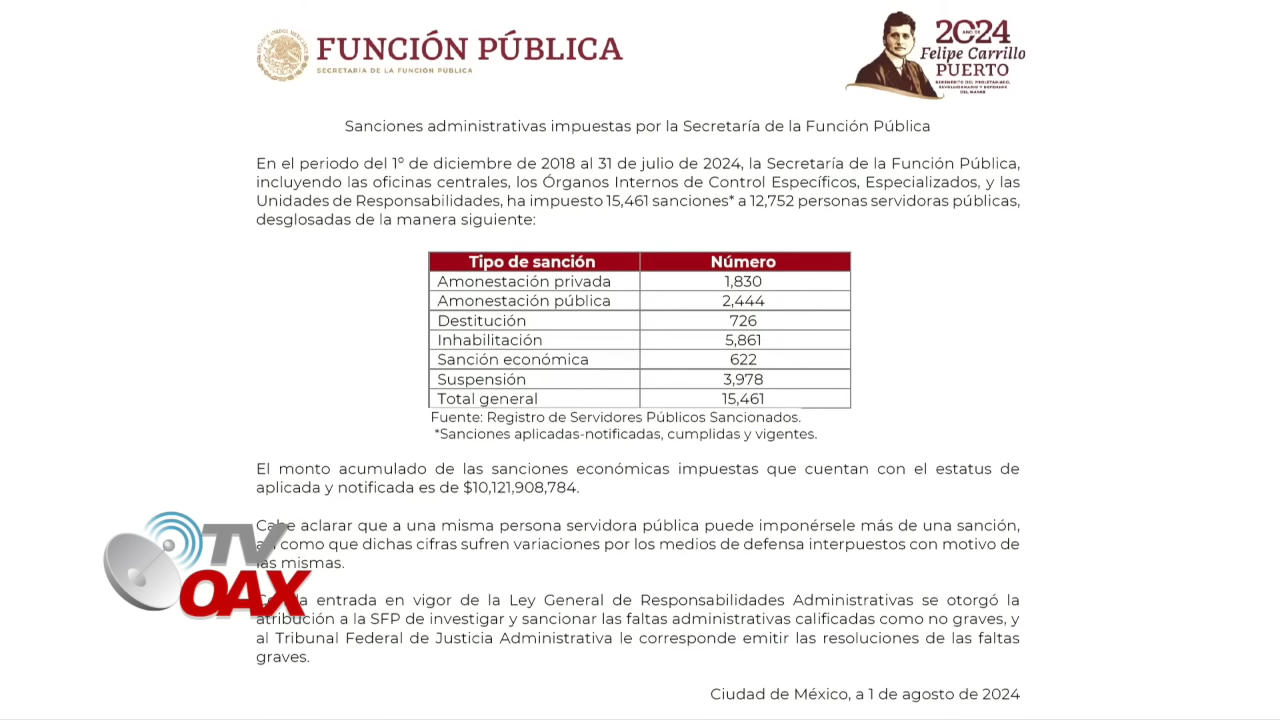 FUNCIÓN PÚBLICA
SECRETARÍA DE LA FUNCIÓN PÚBLICA
2024
AÑO DE
Felipe Carrillo
PUERTO
BENEMÉRITO DEL PROLETARIADO,
REVOLUCIONARIO Y DEFENSOR
DEL MAYAB
Sanciones administrativas impuestas por la Secretaría de la Función Pública
En el periodo del 1º de diciembre de 2018 al 31 de julio de 2024, la Secretaría de la Función Pública,
incluyendo las oficinas centrales, los Órganos Internos de Control Específicos, Especializados, y las
Unidades de Responsabilidades, ha impuesto 15,461 sanciones* a 12,752 personas servidoras públicas,
desglosadas de la manera siguiente:
Tipo de sanción Número
Amonestación privada 1,830
Amonestación pública 2,444
Destitución 726
Inhabilitación 5,861
Sanción económica 622
Suspensión 3,978
Total general 15,461
Fuente: Registro de Servidores Públicos Sancionados.
*Sanciones aplicadas-notificadas, cumplidas y vigentes.
El monto acumulado de las sanciones económicas impuestas que cuentan con el estatus de
aplicada y notificada es de $10,121,908,784.
Cabe aclarar que a una misma persona servidora pública puede imponérsele más de una sanción,
como que dichas cifras sufren variaciones por los medios de defensa interpuestos con motivo de
las mismas.
la entrada en vigor de la Ley General de Responsabilidades Administrativas se otorgó la
atribución a la SFP de investigar y sancionar las faltas administrativas calificadas como no graves, y
al Tribunal Federal de Justicia Administrativa le corresponde emitir las resoluciones de las faltas
graves.
Ciudad de México, a 1 de agosto de 2024
TV
OAX